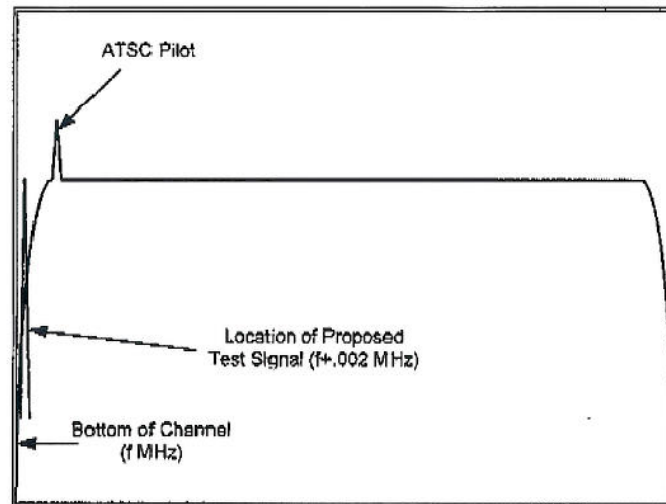 ATSC Pilot
Location of Proposed
Test Signal (f+.002 MHz)
Bottom of Channel
(f MHz)